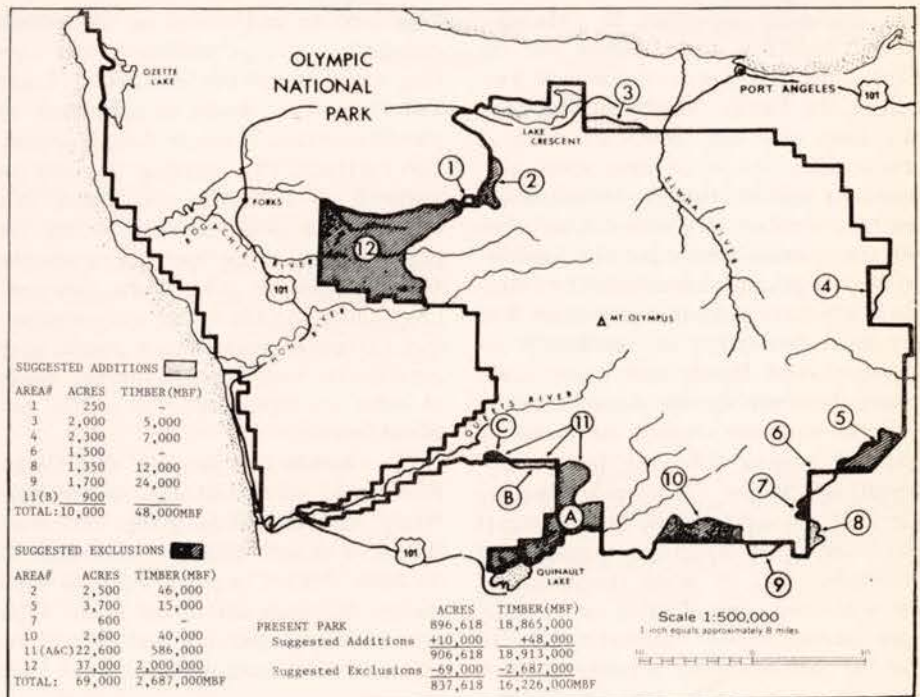 OLYMPIC
NATIONAL
PARK
OZETTE
LAKE
PORT ANGELES
101
3
LAKE
CRESCENT
1
2
ELWHA RIVER
FORKS
BOGACHIEL RIVER
12
101
4
MT OLYMPUS
HOH RIVER
QUEETS RIVER
C
11
B
A
10
5
6
7
8
9
101
QUINAULT
LAKE
SUGGESTED ADDITIONS
AREA# ACRES TIMBER(MBF)
1 250 -
3 2,000 5,000
4 2,300 7,000
6 1,500 -
8 1,350 12,000
9 1,700 24,000
11(B) 900 -
TOTAL: 10,000 48,000MBF
SUGGESTED EXCLUSIONS
AREA# ACRES TIMBER(MBF)
2 2,500 46,000
5 3,700 15,000
7 600 -
10 2,600 40,000
11(A&C) 22,600 586,000
12 37,000 2,000,000
TOTAL: 69,000 2,687,000MBF
ACRES TIMBER(MBF)
PRESENT PARK 896,618 18,865,000
Suggested Additions +10,000 +48,000
906,618 18,913,000
Suggested Exclusions -69,000 -2,687,000
837,618 16,226,000MBF
Scale 1:500,000
1 inch equals approximately 8 miles